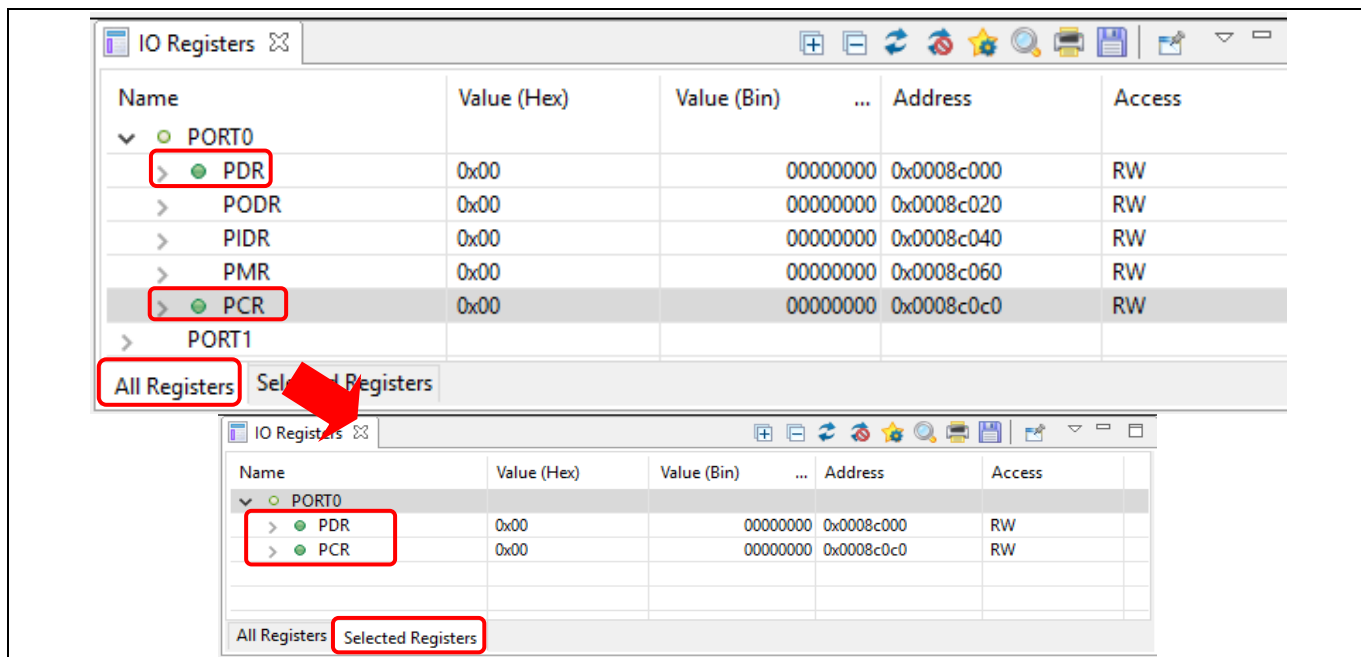 IO Registers
Name Value (Hex) Value (Bin) ... Address Access
PORT0
PDR 0x00 00000000 0x0008c000 RW
PODR 0x00 00000000 0x0008c020 RW
PIDR 0x00 00000000 0x0008c040 RW
PMR 0x00 00000000 0x0008c060 RW
PCR 0x00 00000000 0x0008c0c0 RW
PORT1
All Registers Selected Registers
IO Registers
Name Value (Hex) Value (Bin) ... Address Access
PORT0
PDR 0x00 00000000 0x0008c000 RW
PCR 0x00 00000000 0x0008c0c0 RW
All Registers Selected Registers